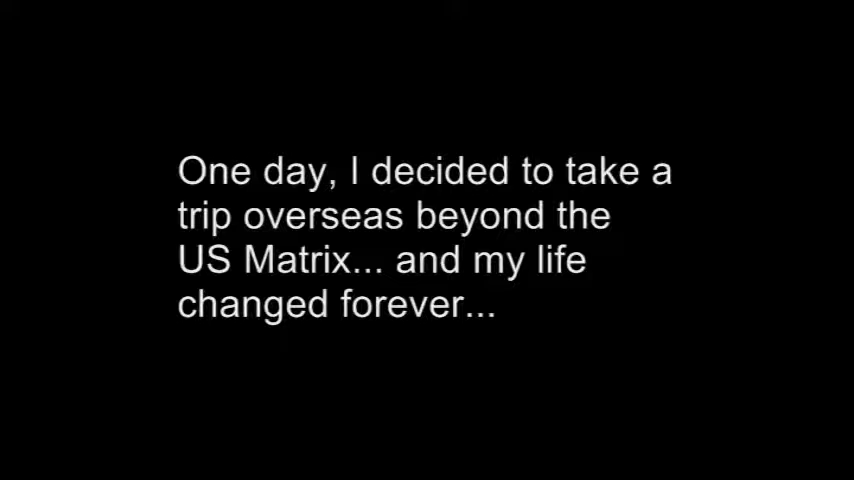 One day, I decided to take a
trip overseas beyond the
US Matrix... and my life
changed forever...